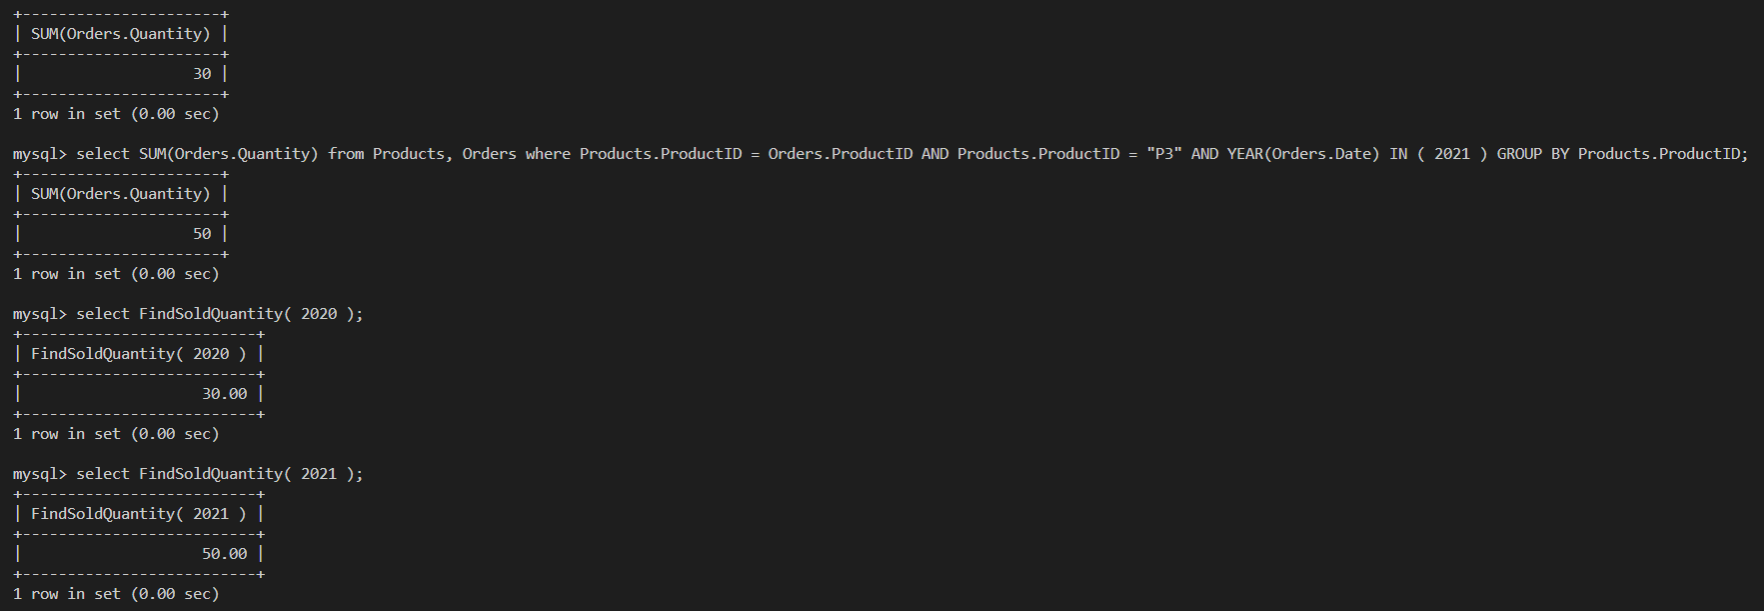 +----------------------+
| SUM(Orders.Quantity) |
+----------------------+
|                   30 |
+----------------------+
1 row in set (0.00 sec)

mysql> select SUM(Orders.Quantity) from Products, Orders where Products.ProductID = Orders.ProductID AND Products.ProductID = "P3" AND YEAR(Orders.Date) IN ( 2021 ) GROUP BY Products.ProductID;
+----------------------+
| SUM(Orders.Quantity) |
+----------------------+
|                   50 |
+----------------------+
1 row in set (0.00 sec)

mysql> select FindSoldQuantity( 2020 );
+--------------------------+
| FindSoldQuantity( 2020 ) |
+--------------------------+
|                    30.00 |
+--------------------------+
1 row in set (0.00 sec)

mysql> select FindSoldQuantity( 2021 );
+--------------------------+
| FindSoldQuantity( 2021 ) |
+--------------------------+
|                    50.00 |
+--------------------------+
1 row in set (0.00 sec)